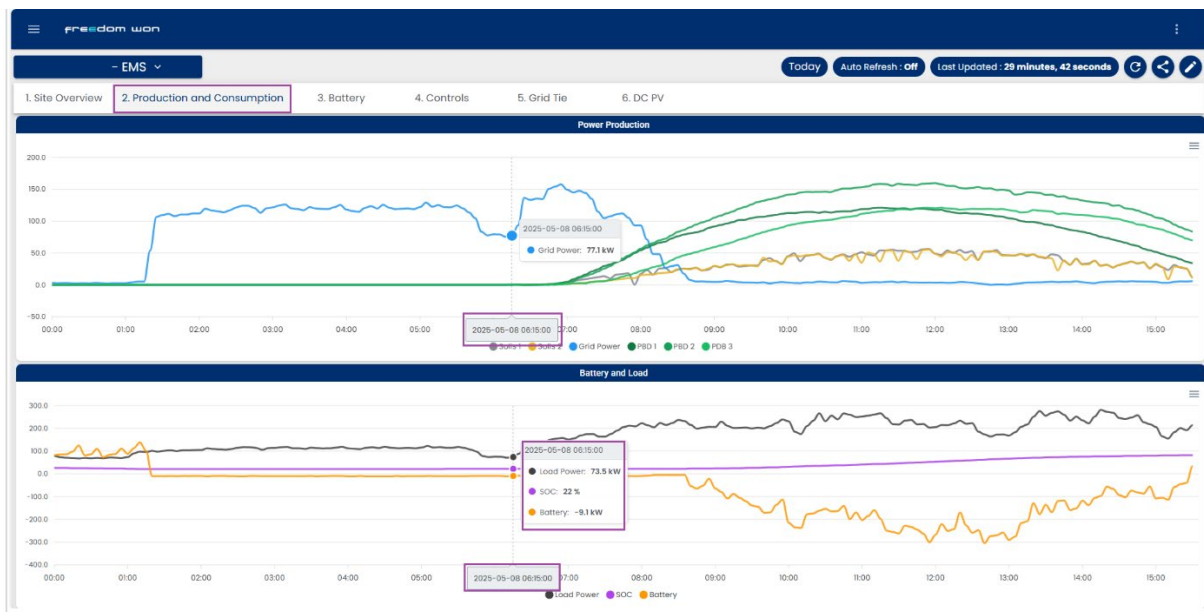 freedom won
- EMS
Today
Auto Refresh : Off
Last Updated : 29 minutes, 42 seconds
1. Site Overview
2. Production and Consumption
3. Battery
4. Controls
5. Grid Tie
6. DC PV
Power Production
200.0
150.0
100.0
50.0
0.0
-50.0
2025-05-08 06:15:00
Grid Power: 77.1 kW
00:00 01:00 02:00 03:00 04:00 05:00 2025-05-08 06:15:00 07:00 08:00 09:00 10:00 11:00 12:00 13:00 14:00 15:00
Solis 1 Solis 2 Grid Power PBD 1 PBD 2 PDB 3
Battery and Load
300.0
200.0
100.0
0.0
-100.0
-200.0
-300.0
-400.0
2025-05-08 06:15:00
Load Power: 73.5 kW
SOC: 22 %
Battery: -9.1 kW
00:00 01:00 02:00 03:00 04:00 05:00 2025-05-08 06:15:00 07:00 08:00 09:00 10:00 11:00 12:00 13:00 14:00 15:00
Load Power SOC Battery